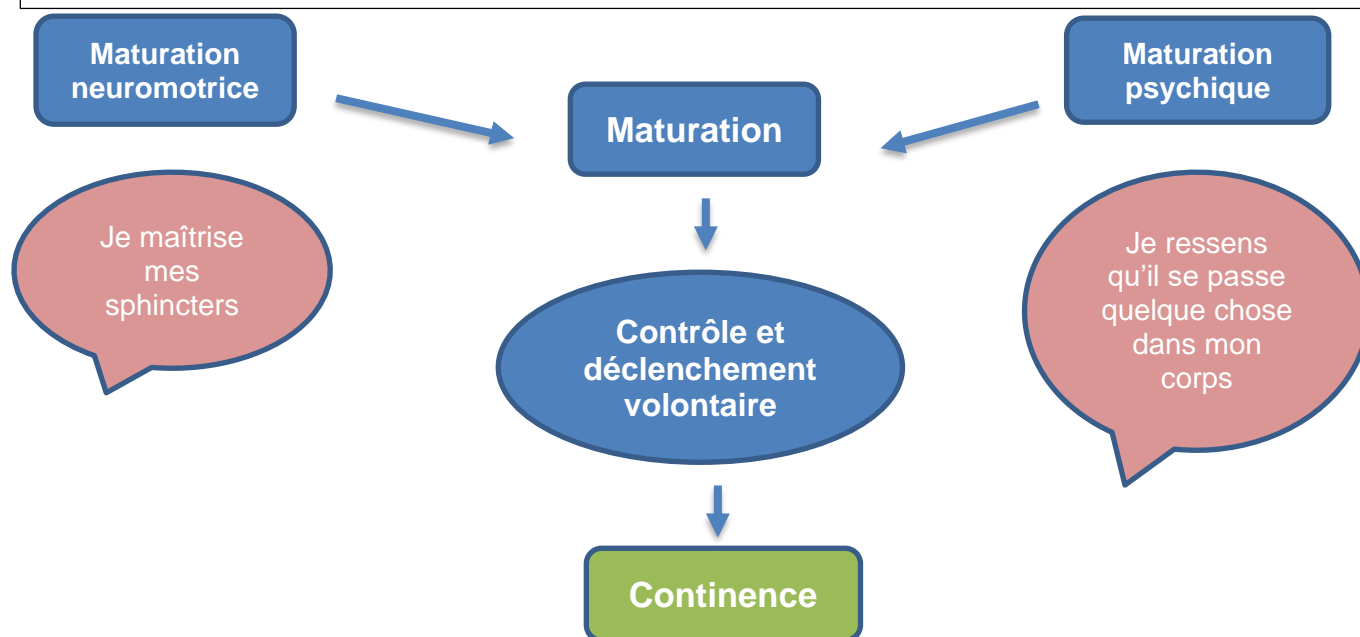 Maturation
neuromotrice
Maturation
psychique
Maturation
Je maîtrise
mes
sphincters
Je ressens
qu’il se passe
quelque chose
dans mon
corps
Contrôle et
déclenchement
volontaire
Continence